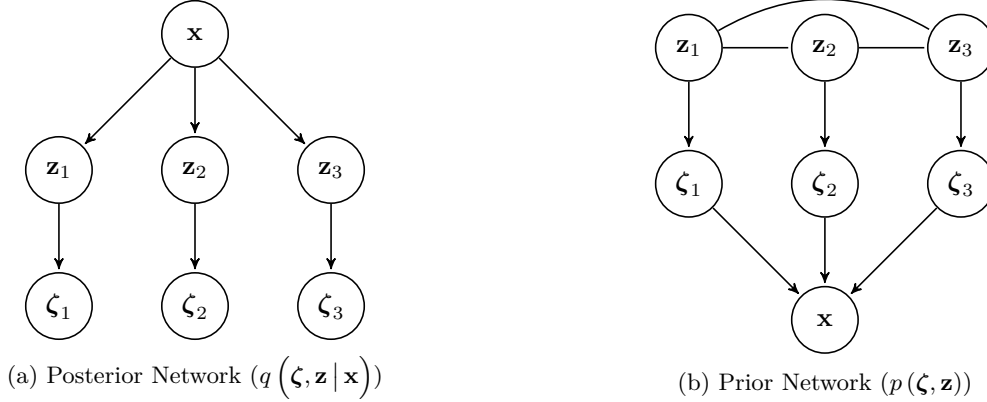 x
z₁ z₂ z₃
ζ₁ ζ₂ ζ₃
(a) Posterior Network (q (ζ, z | x))
z₁ z₂ z₃
ζ₁ ζ₂ ζ₃
x
(b) Prior Network (p (ζ, z))